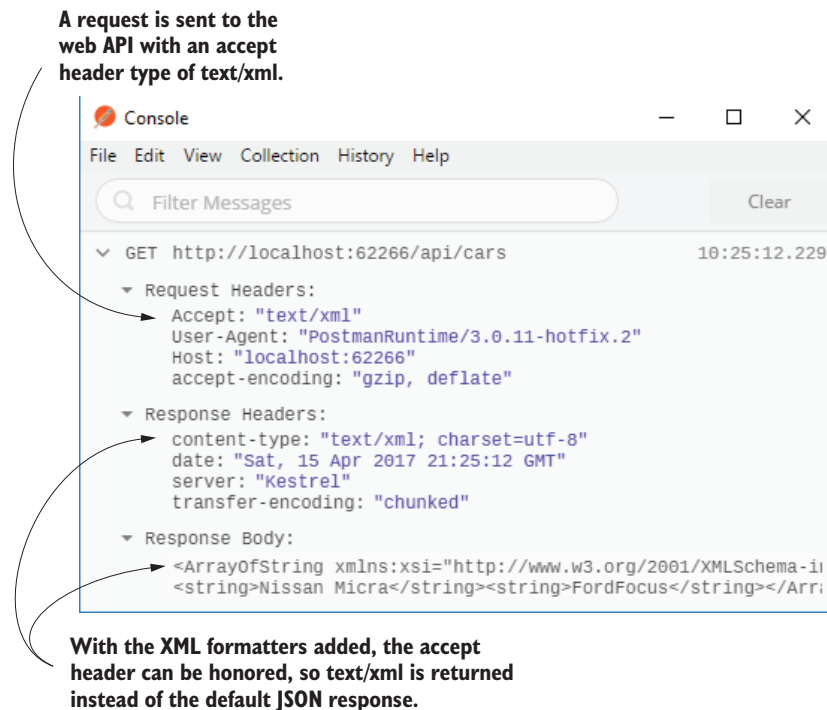 A request is sent to the
web API with an accept
header type of text/xml.
Console
File Edit View Collection History Help
Filter Messages Clear
GET http://localhost:62266/api/cars 10:25:12.229
Request Headers:
Accept: "text/xml"
User-Agent: "PostmanRuntime/3.0.11-hotfix.2"
Host: "localhost:62266"
accept-encoding: "gzip, deflate"
Response Headers:
content-type: "text/xml; charset=utf-8"
date: "Sat, 15 Apr 2017 21:25:12 GMT"
server: "Kestrel"
transfer-encoding: "chunked"
Response Body:
<ArrayOfString xmlns:xsi="http://www.w3.org/2001/XMLSchema-i
<string>Nissan Micra</string><string>FordFocus</string></Arr
With the XML formatters added, the accept
header can be honored, so text/xml is returned
instead of the default JSON response.